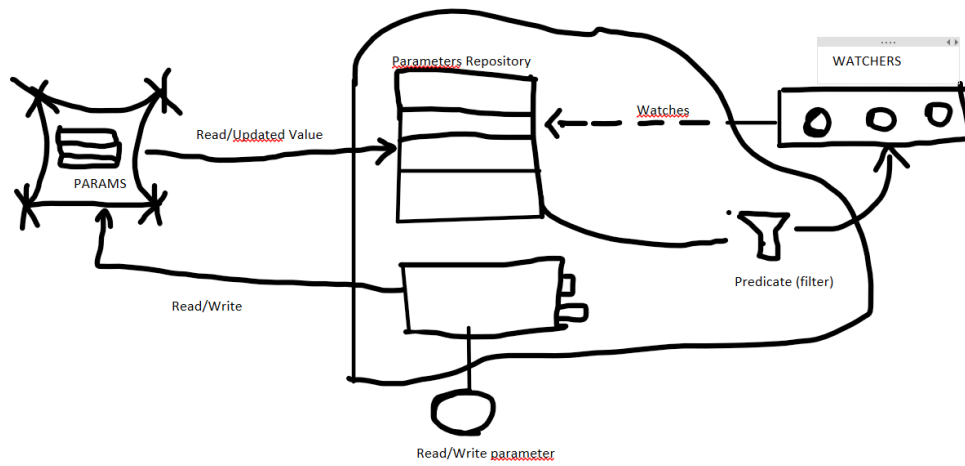 WATCHERS
Parameters Repository
Watches
Read/Updated Value
PARAMS
Predicate (filter)
Read/Write
Read/Write parameter